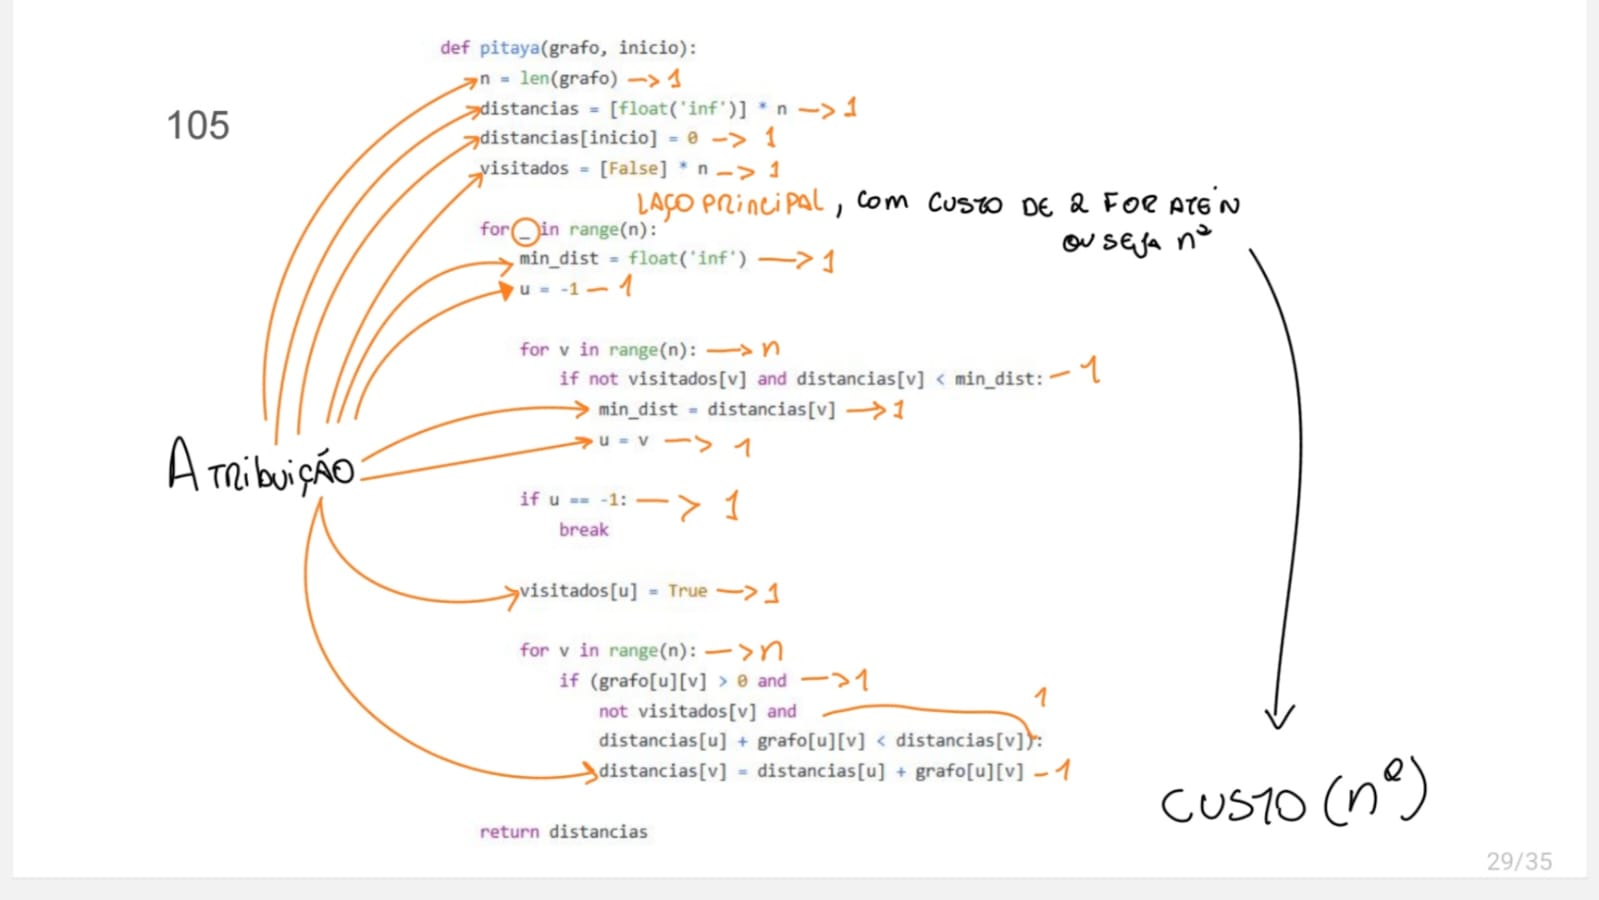 105
def pitaya(grafo, inicio):
n = len(grafo) -> 1
distancias = [float('inf')] * n -> 1
distancias[inicio] = 0 -> 1
visitados = [False] * n -> 1
LAÇO PRINCIPAL, COM CUSTO DE 2 FOR ATÉ N
OU SEJA n²
for _ in range(n):
min_dist = float('inf') -> 1
u = -1 - 1
for v in range(n): -> n
if not visitados[v] and distancias[v] < min_dist: - 1
min_dist = distancias[v] -> 1
u = v -> 1
ATRIBUIÇÃO
if u == -1: -> 1
break
visitados[u] = True -> 1
for v in range(n): -> n
if (grafo[u][v] > 0 and -> 1
not visitados[v] and 1
distancias[u] + grafo[u][v] < distancias[v]):
distancias[v] = distancias[u] + grafo[u][v] - 1
CUSTO (n²)
return distancias
29/35